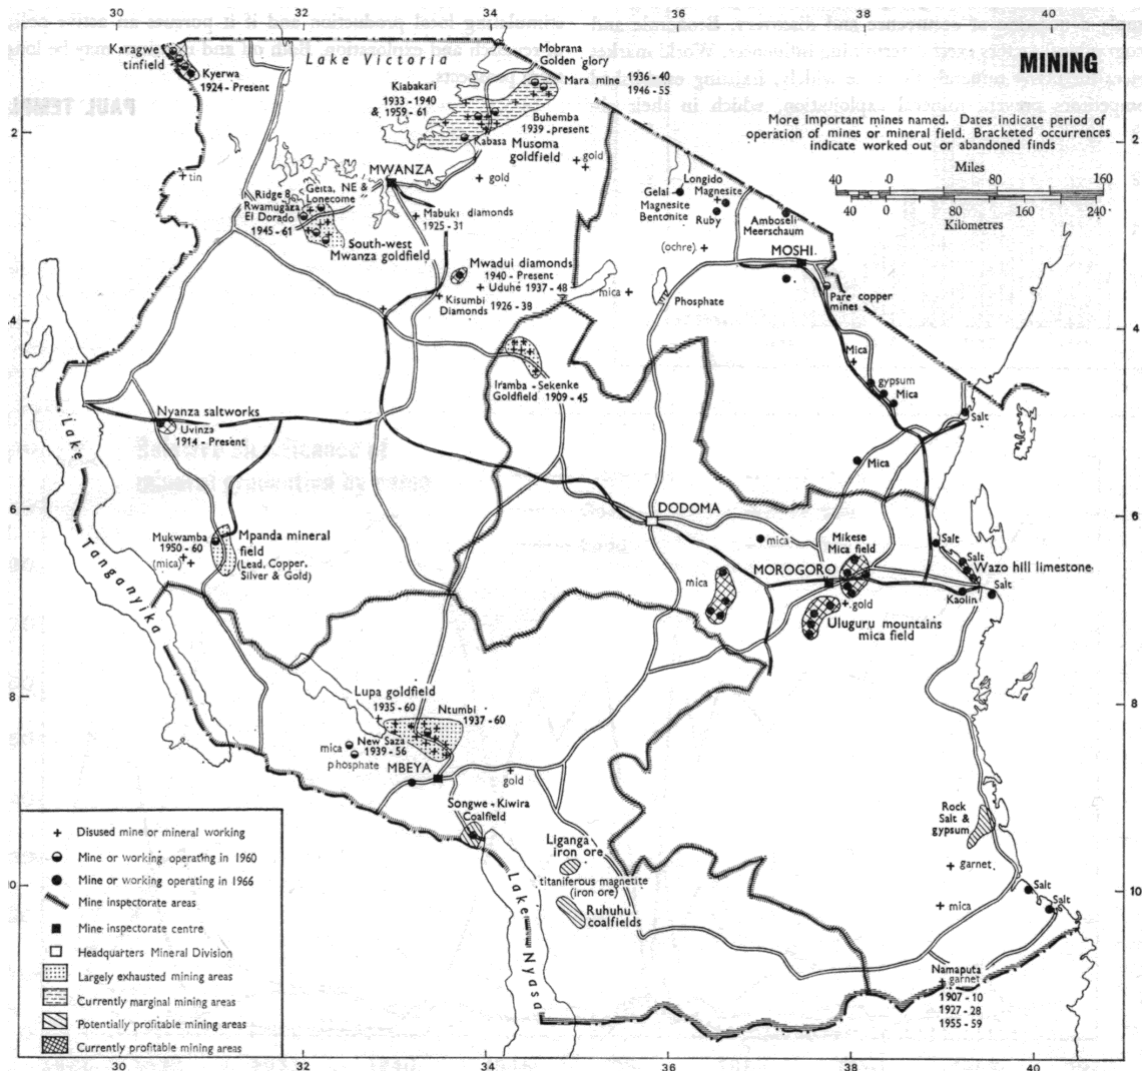 30
32
34
36
38
40
MINING
Karagwe
tinfield
Kyerwa
1924 - Present
Lake Victoria
Mobrana
Golden glory
Mara mine
1936 - 40
1946 - 55
Kiabakari
1933 - 1940
& 1959 - 61
Buhemba
1939 - present
Kabasa
Musoma
goldfield
PAUL TEMPL
More important mines named. Dates indicate period of
operation of mines or mineral field. Bracketed occurrences
indicate worked out or abandoned finds
Miles
80
40
0
80
160
40
0
80
160
240
Kilometres
2
tin
MWANZA
gold
gold
Ridge 8,
Rwamugaza
El Dorado
1945 - 61
Geita, NE &
Lonecome
Mabuki diamonds
1925 - 31
South-west
Mwanza goldfield
Longido
Gelai
Magnesite
Magnesite
Bentonite
Ruby
Amboseli
Meerschaum
(ochre)
MOSHI
Mwadui diamonds
1940 - Present
Uduhe 1937 - 48
Kisumbi 1926 - 38
Diamonds
mica
Phosphate
Pare copper
mines
4
4
Mica
gypsum
Mica
Salt
Iramba - Sekenke
Goldfield 1909 - 45
Nyanza saltworks
Uvinza
1914 - Present
Mica
Lake Tanganyika
6
6
DODOMA
mica
Mikese
Mica field
Salt
Salt
Wazo hill limestone
Salt
Kaolin
MOROGORO
gold
Uluguru mountains
mica field
mica
Mukwamba
1950 - 60
(mica)
Mpanda mineral
field
(Lead, Copper,
Silver & Gold)
8
8
Lupa goldfield
1935 - 60
Ntumbi
1937 - 60
New Saza
1939 - 56
mica
phosphate
MBEYA
gold
Songwe - Kiwira
Coalfield
Liganga
iron ore
titaniferous magnetite
(iron ore)
Ruhuhu
coalfields
Lake Nyasa
Rock
Salt &
gypsum
garnet
mica
Salt
Salt
Namaputa
garnet
1907 - 10
1927 - 28
1955 - 59
10
Disused mine or mineral working
Mine or working operating in 1960
Mine or working operating in 1966
Mine inspectorate areas
Mine inspectorate centre
Headquarters Mineral Division
Largely exhausted mining areas
Currently marginal mining areas
Potentially profitable mining areas
Currently profitable mining areas
30
32
34
36
38
40